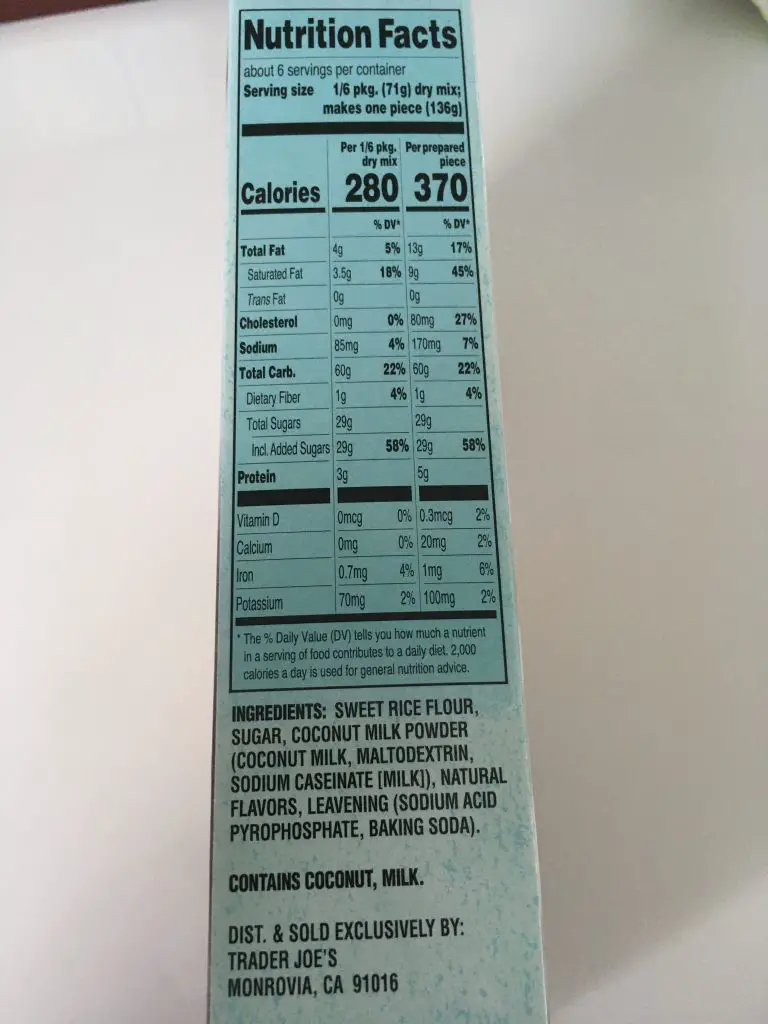 Nutrition Facts
about 6 servings per container
Serving size 1/6 pkg. (71g) dry mix;
makes one piece (136g)
Per 1/6 pkg. Per prepared
dry mix piece
Calories 280 370
% DV* % DV*
Total Fat 4g 5% 13g 17%
Saturated Fat 3.5g 18% 9g 45%
Trans Fat 0g 0g
Cholesterol 0mg 0% 80mg 27%
Sodium 85mg 4% 170mg 7%
Total Carb. 60g 22% 60g 22%
Dietary Fiber 1g 4% 1g 4%
Total Sugars 29g 29g
Incl. Added Sugars 29g 58% 29g 58%
Protein 3g 5g
Vitamin D 0mcg 0% 0.3mcg 2%
Calcium 0mg 0% 20mg 2%
Iron 0.7mg 4% 1mg 6%
Potassium 70mg 2% 100mg 2%
* The % Daily Value (DV) tells you how much a nutrient
in a serving of food contributes to a daily diet. 2,000
calories a day is used for general nutrition advice.
INGREDIENTS: SWEET RICE FLOUR,
SUGAR, COCONUT MILK POWDER
(COCONUT MILK, MALTODEXTRIN,
SODIUM CASEINATE [MILK]), NATURAL
FLAVORS, LEAVENING (SODIUM ACID
PYROPHOSPHATE, BAKING SODA).
CONTAINS COCONUT, MILK.
DIST. & SOLD EXCLUSIVELY BY:
TRADER JOE'S
MONROVIA, CA 91016